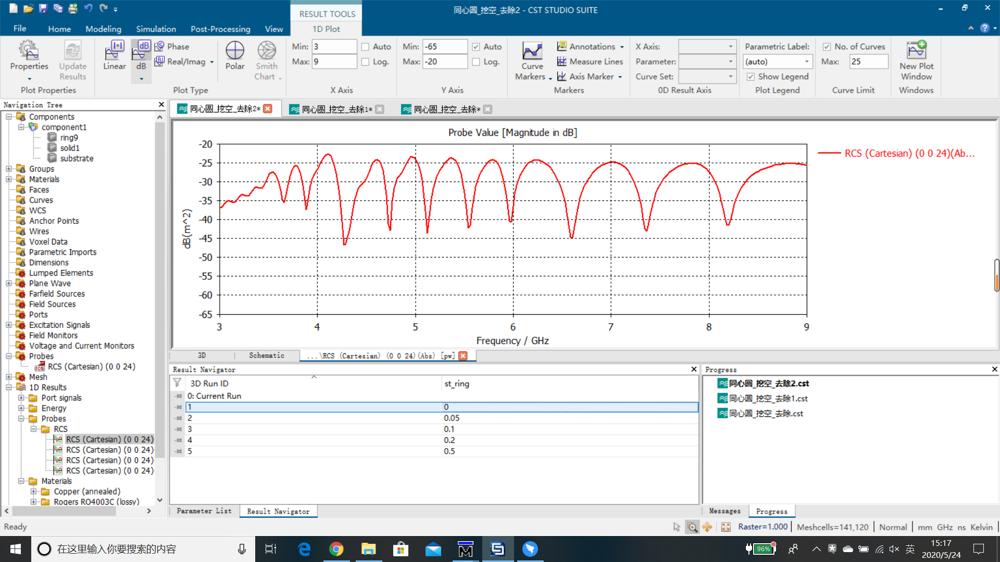 同心圆_挖空_去除2 - CST STUDIO SUITE
RESULT TOOLS
File Home Modeling Simulation Post-Processing View 1D Plot
Properties
Update Results
Plot Properties
Linear
dB
Phase
Real/Imag
Polar
Smith Chart
Plot Type
Min: 3 Auto
Max: 9 Log.
X Axis
Min: -65 Auto
Max: -20 Log.
Y Axis
Curve Markers
Annotations
Measure Lines
Axis Marker
Markers
X Axis:
Parameter:
Curve Set:
0D Result Axis
Parametric Label:
(auto)
Show Legend
Plot Legend
No. of Curves
Max: 25
Curve Limit
New Plot Window
Windows
Navigation Tree
Components
component1
ring9
solid1
substrate
Groups
Materials
Faces
Curves
WCS
Anchor Points
Wires
Voxel Data
Parametric Imports
Dimensions
Lumped Elements
Plane Wave
Farfield Sources
Field Sources
Ports
Excitation Signals
Field Monitors
Voltage and Current Monitors
Probes
RCS (Cartesian) (0 0 24)
Mesh
1D Results
Port signals
Energy
Probes
RCS
RCS (Cartesian) (0 0 24)
RCS (Cartesian) (0 0 24)
RCS (Cartesian) (0 0 24)
RCS (Cartesian) (0 0 24)
Materials
Copper (annealed)
Rogers RO4003C (lossy)
同心圆_挖空_去除2* 同心圆_挖空_去除1* 同心圆_挖空_去除*
Probe Value [Magnitude in dB]
-20
-25
-30
-35
-40
-45
-50
-55
-60
-65
dB(m^2)
3 4 5 6 7 8 9
Frequency / GHz
RCS (Cartesian) (0 0 24)(Ab...
3D Schematic ...\RCS (Cartesian) (0 0 24)(Abs) [pw]
Result Navigator
3D Run ID st_ring
0: Current Run
1 0
2 0.05
3 0.1
4 0.2
5 0.5
Parameter List Result Navigator
Progress
同心圆_挖空_去除2.cst
同心圆_挖空_去除1.cst
同心圆_挖空_去除.cst
Messages Progress
Ready
Raster=1.000 Meshcells=141,120 Normal mm GHz ns Kelvin
在这里输入你要搜索的内容
96%
英
15:17
2020/5/24